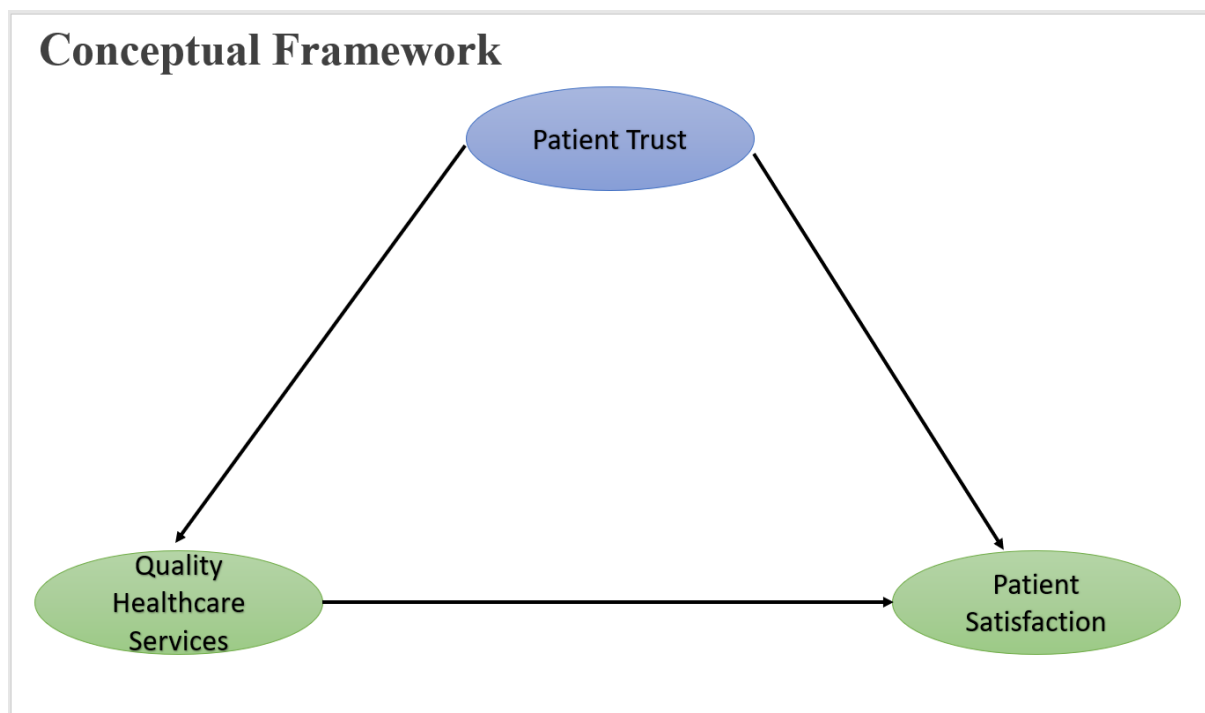 Conceptual Framework
Patient Trust
Quality
Healthcare
Services
Patient
Satisfaction